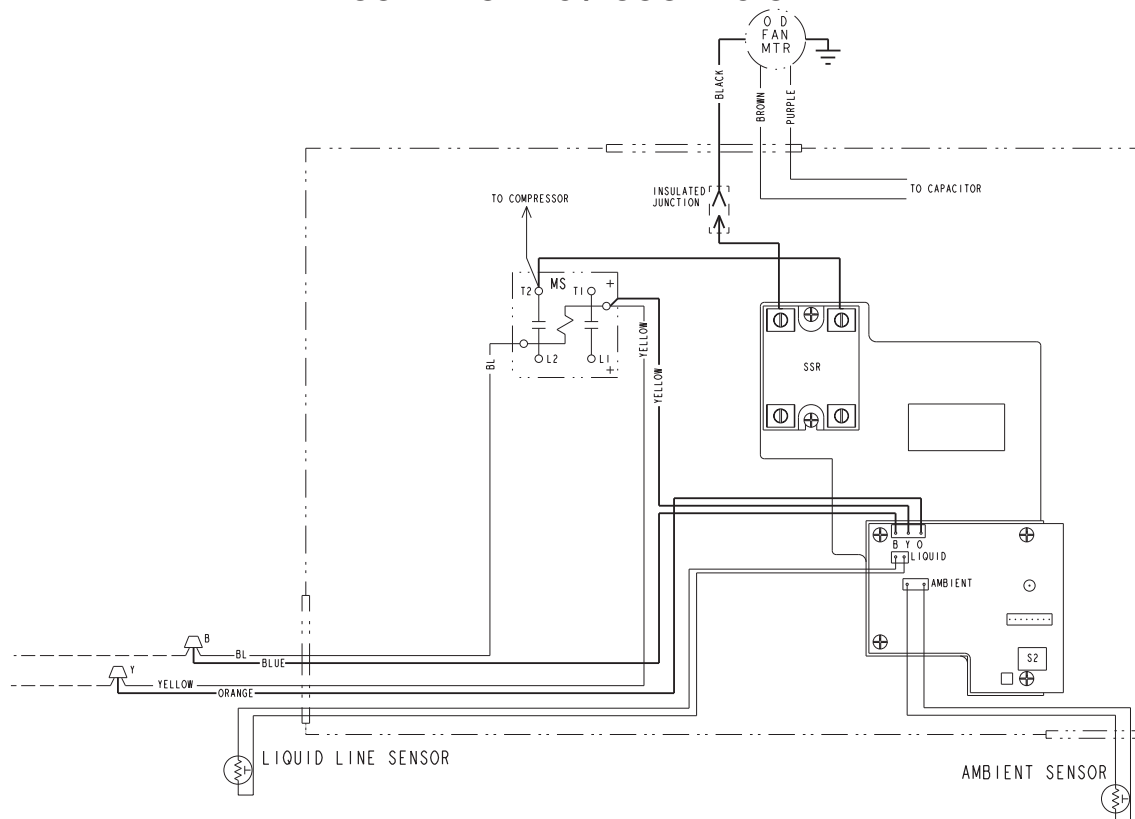 O D
FAN
MTR
BLACK
BROWN
PURPLE
TO CAPACITOR
INSULATED
JUNCTION
TO COMPRESSOR
MS
+
T2
T1
L2
L1
+
BL
YELLOW
YELLOW
SSR
B Y O
LIQUID
AMBIENT
S2
B
BL
BLUE
Y
YELLOW
ORANGE
LIQUID LINE SENSOR
AMBIENT SENSOR